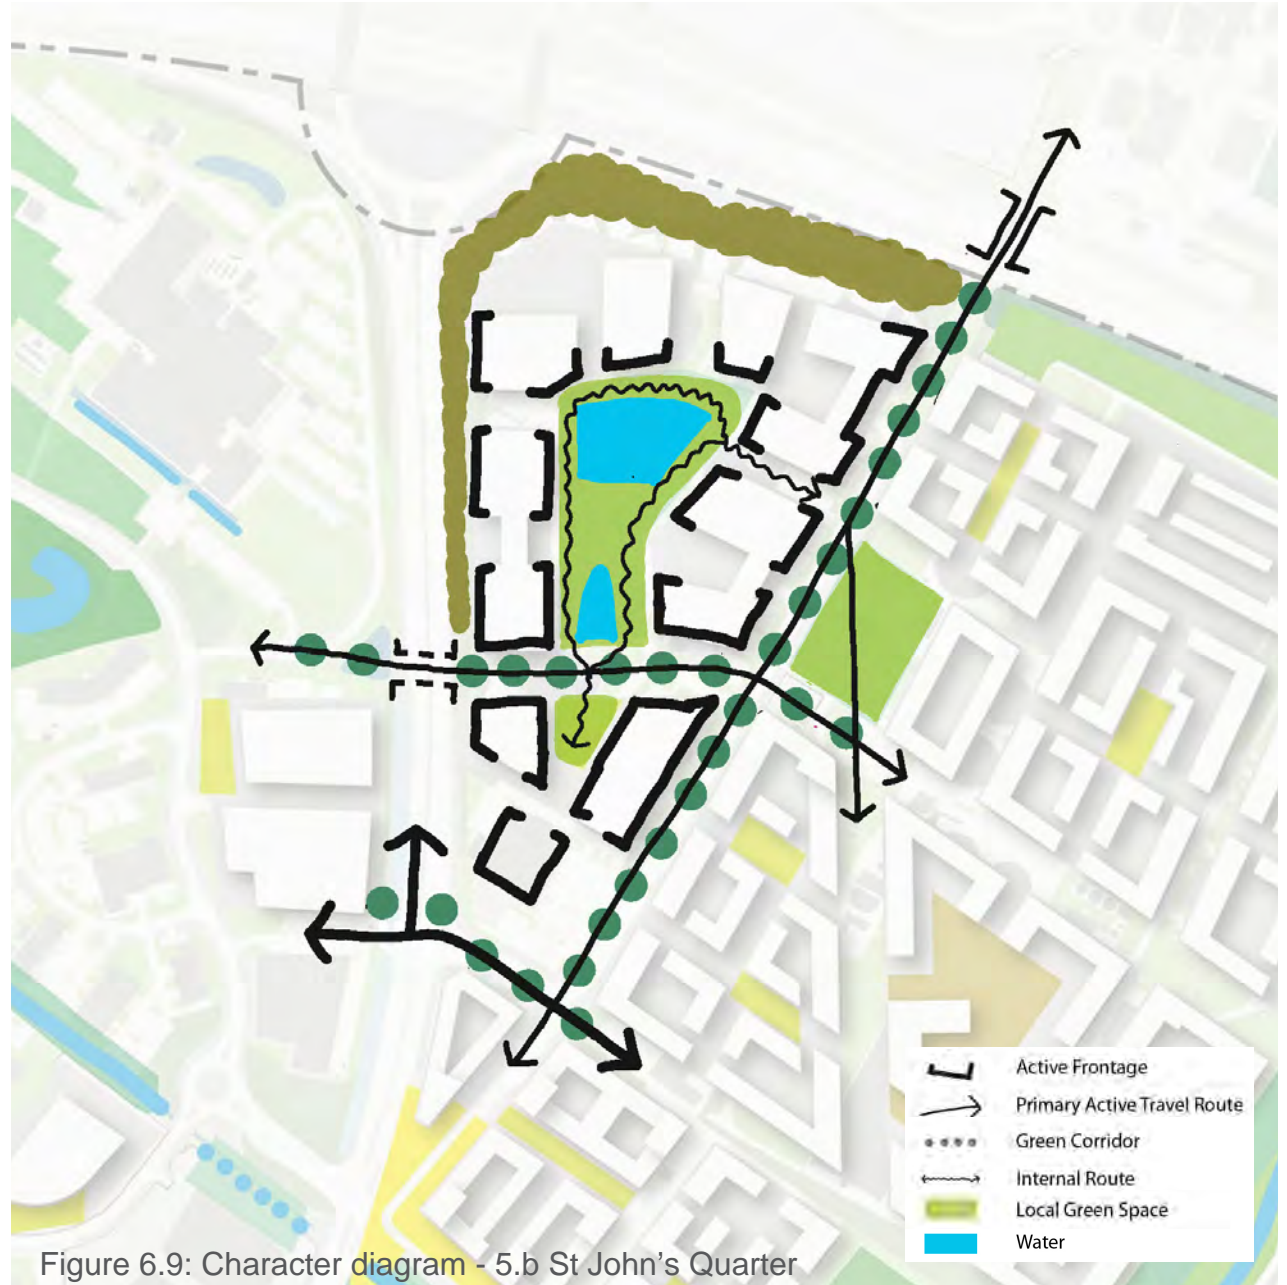 Active Frontage
Primary Active Travel Route
Green Corridor
Internal Route
Local Green Space
Water
Figure 6.9: Character diagram - 5.b St John's Quarter